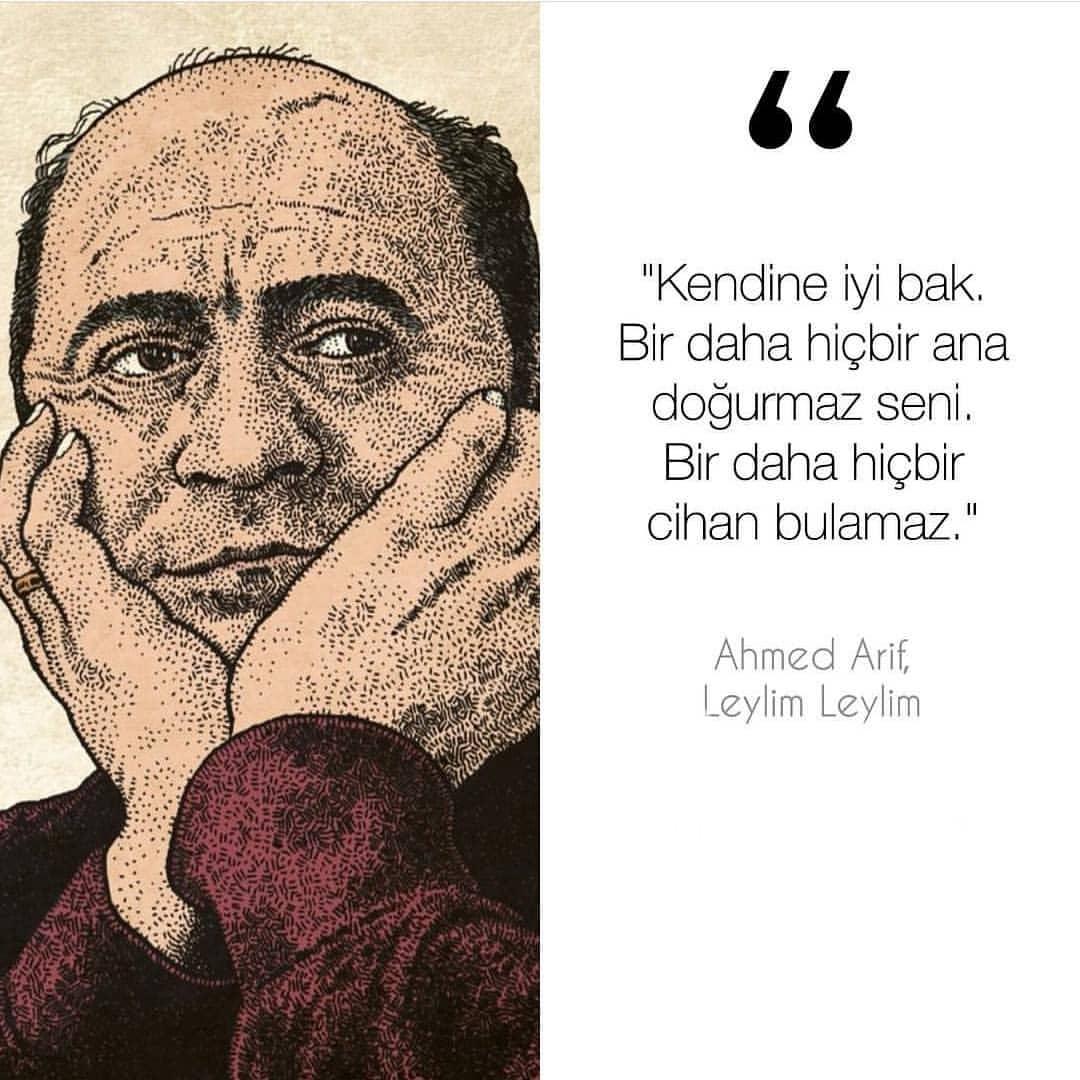 “
"Kendine iyi bak.
Bir daha hiçbir ana
doğurmaz seni.
Bir daha hiçbir
cihan bulamaz."
Ahmed Arif,
Leylim Leylim